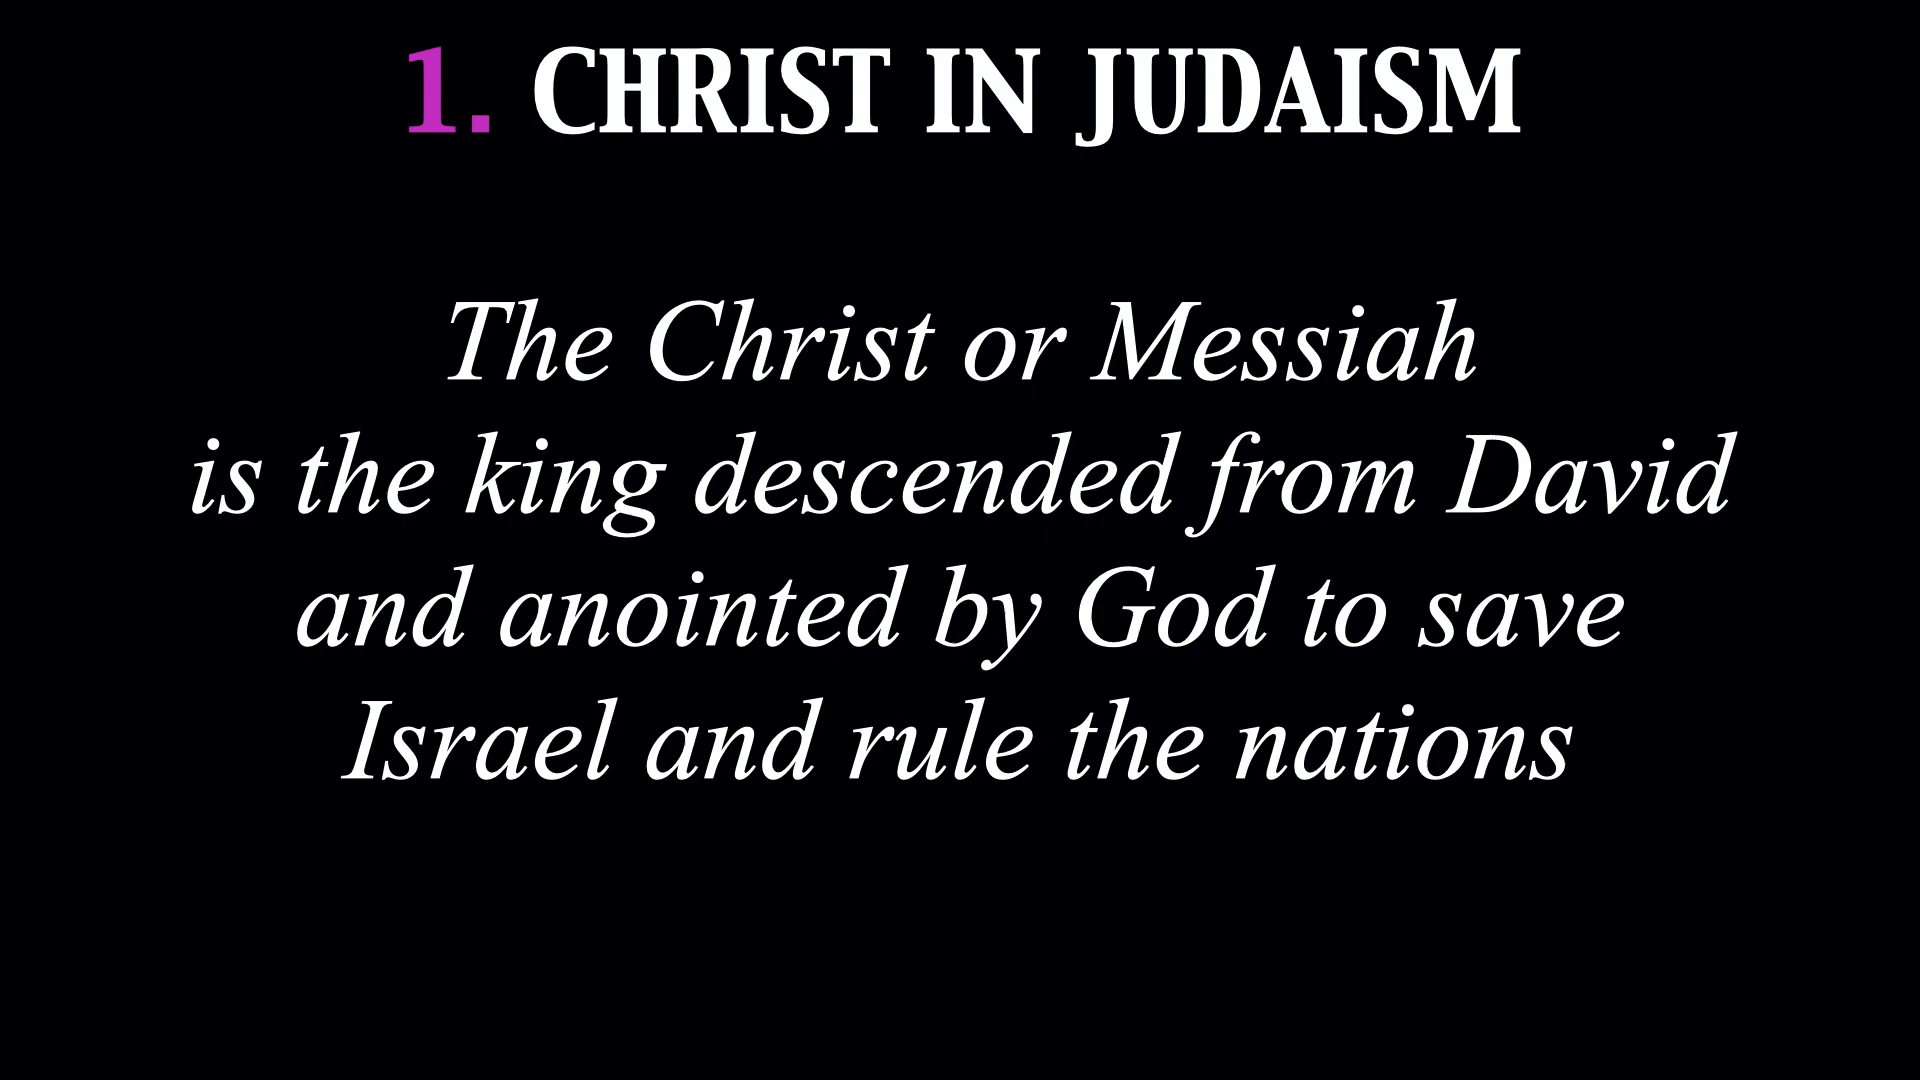 1. CHRIST IN JUDAISM
The Christ or Messiah
is the king descended from David
and anointed by God to save
Israel and rule the nations